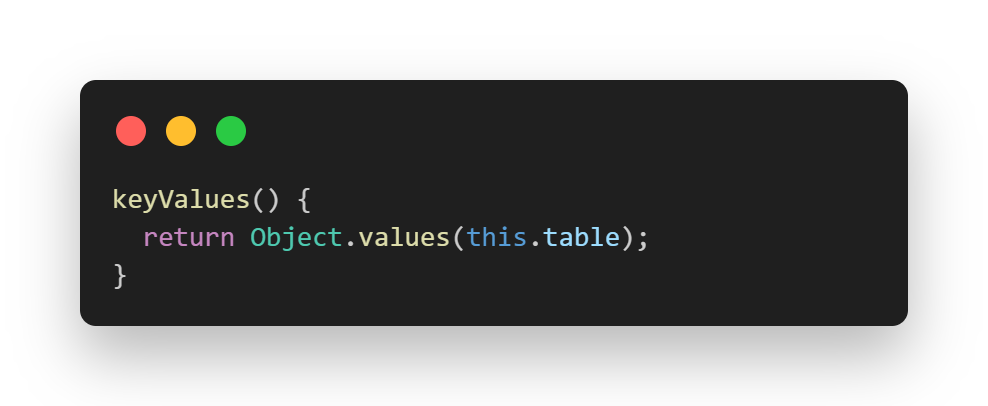 keyValues() {
  return Object.values(this.table);
}